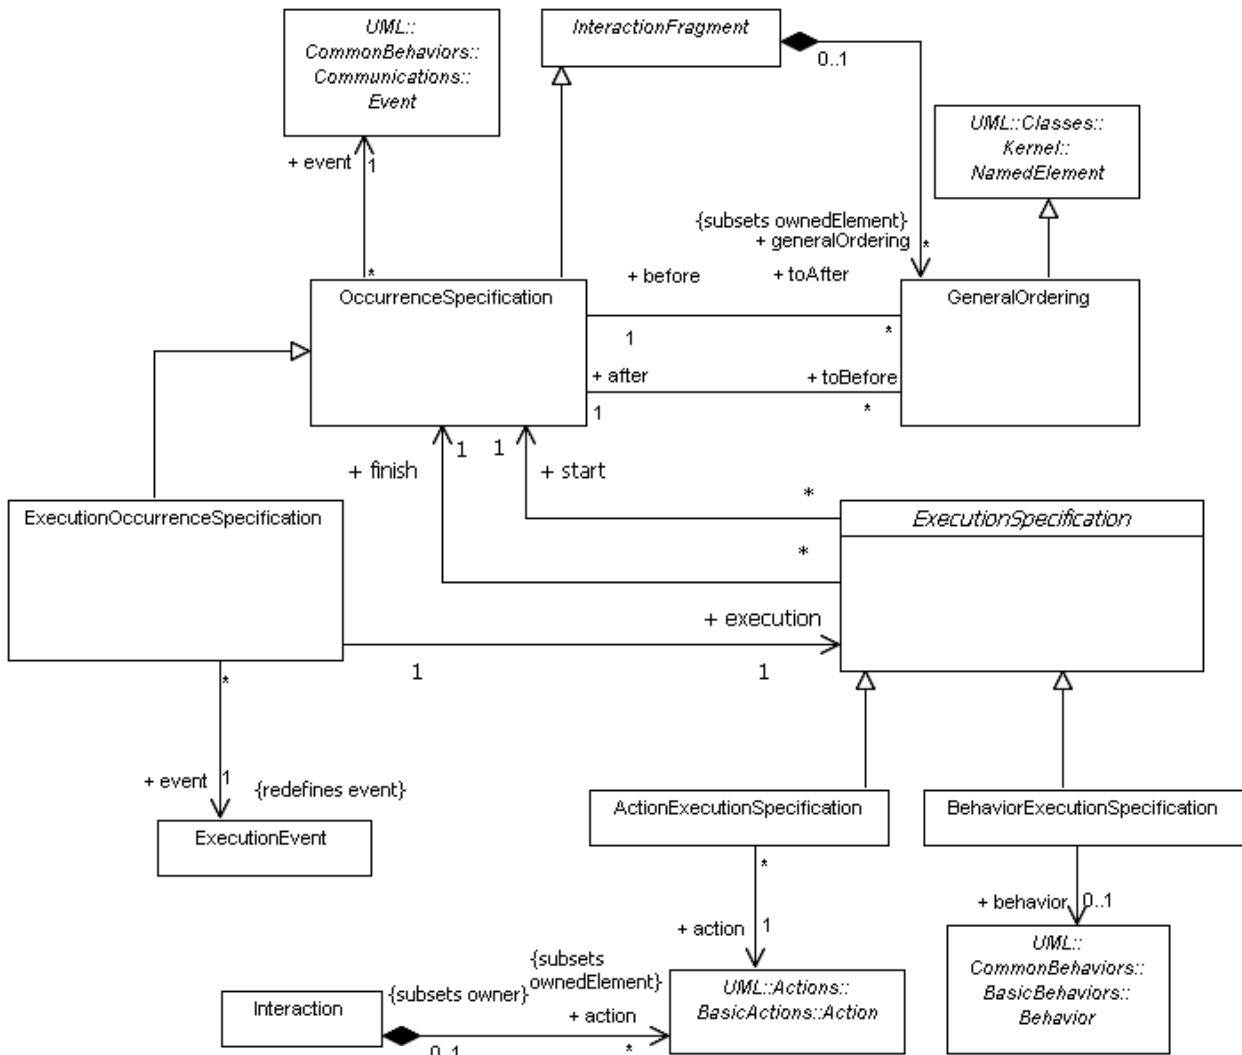 UML::
CommonBehaviors::
Communications::
Event
InteractionFragment
0..1
UML::Classes::
Kernel::
NamedElement
+ event
1
*
{subsets ownedElement}
+ generalOrdering
*
+ before
+ toAfter
OccurrenceSpecification
GeneralOrdering
1
*
+ after
+ toBefore
1
*
+ finish
1
1
+ start
*
ExecutionOccurrenceSpecification
ExecutionSpecification
*
+ execution
1
1
*
+ event
1
{redefines event}
ExecutionEvent
ActionExecutionSpecification
BehaviorExecutionSpecification
*
+ action
1
+ behavior
0..1
UML::
CommonBehaviors::
BasicBehaviors::
Behavior
Interaction
{subsets owner}
{subsets
ownedElement}
+ action
0..1
*
UML::Actions::
BasicActions::Action